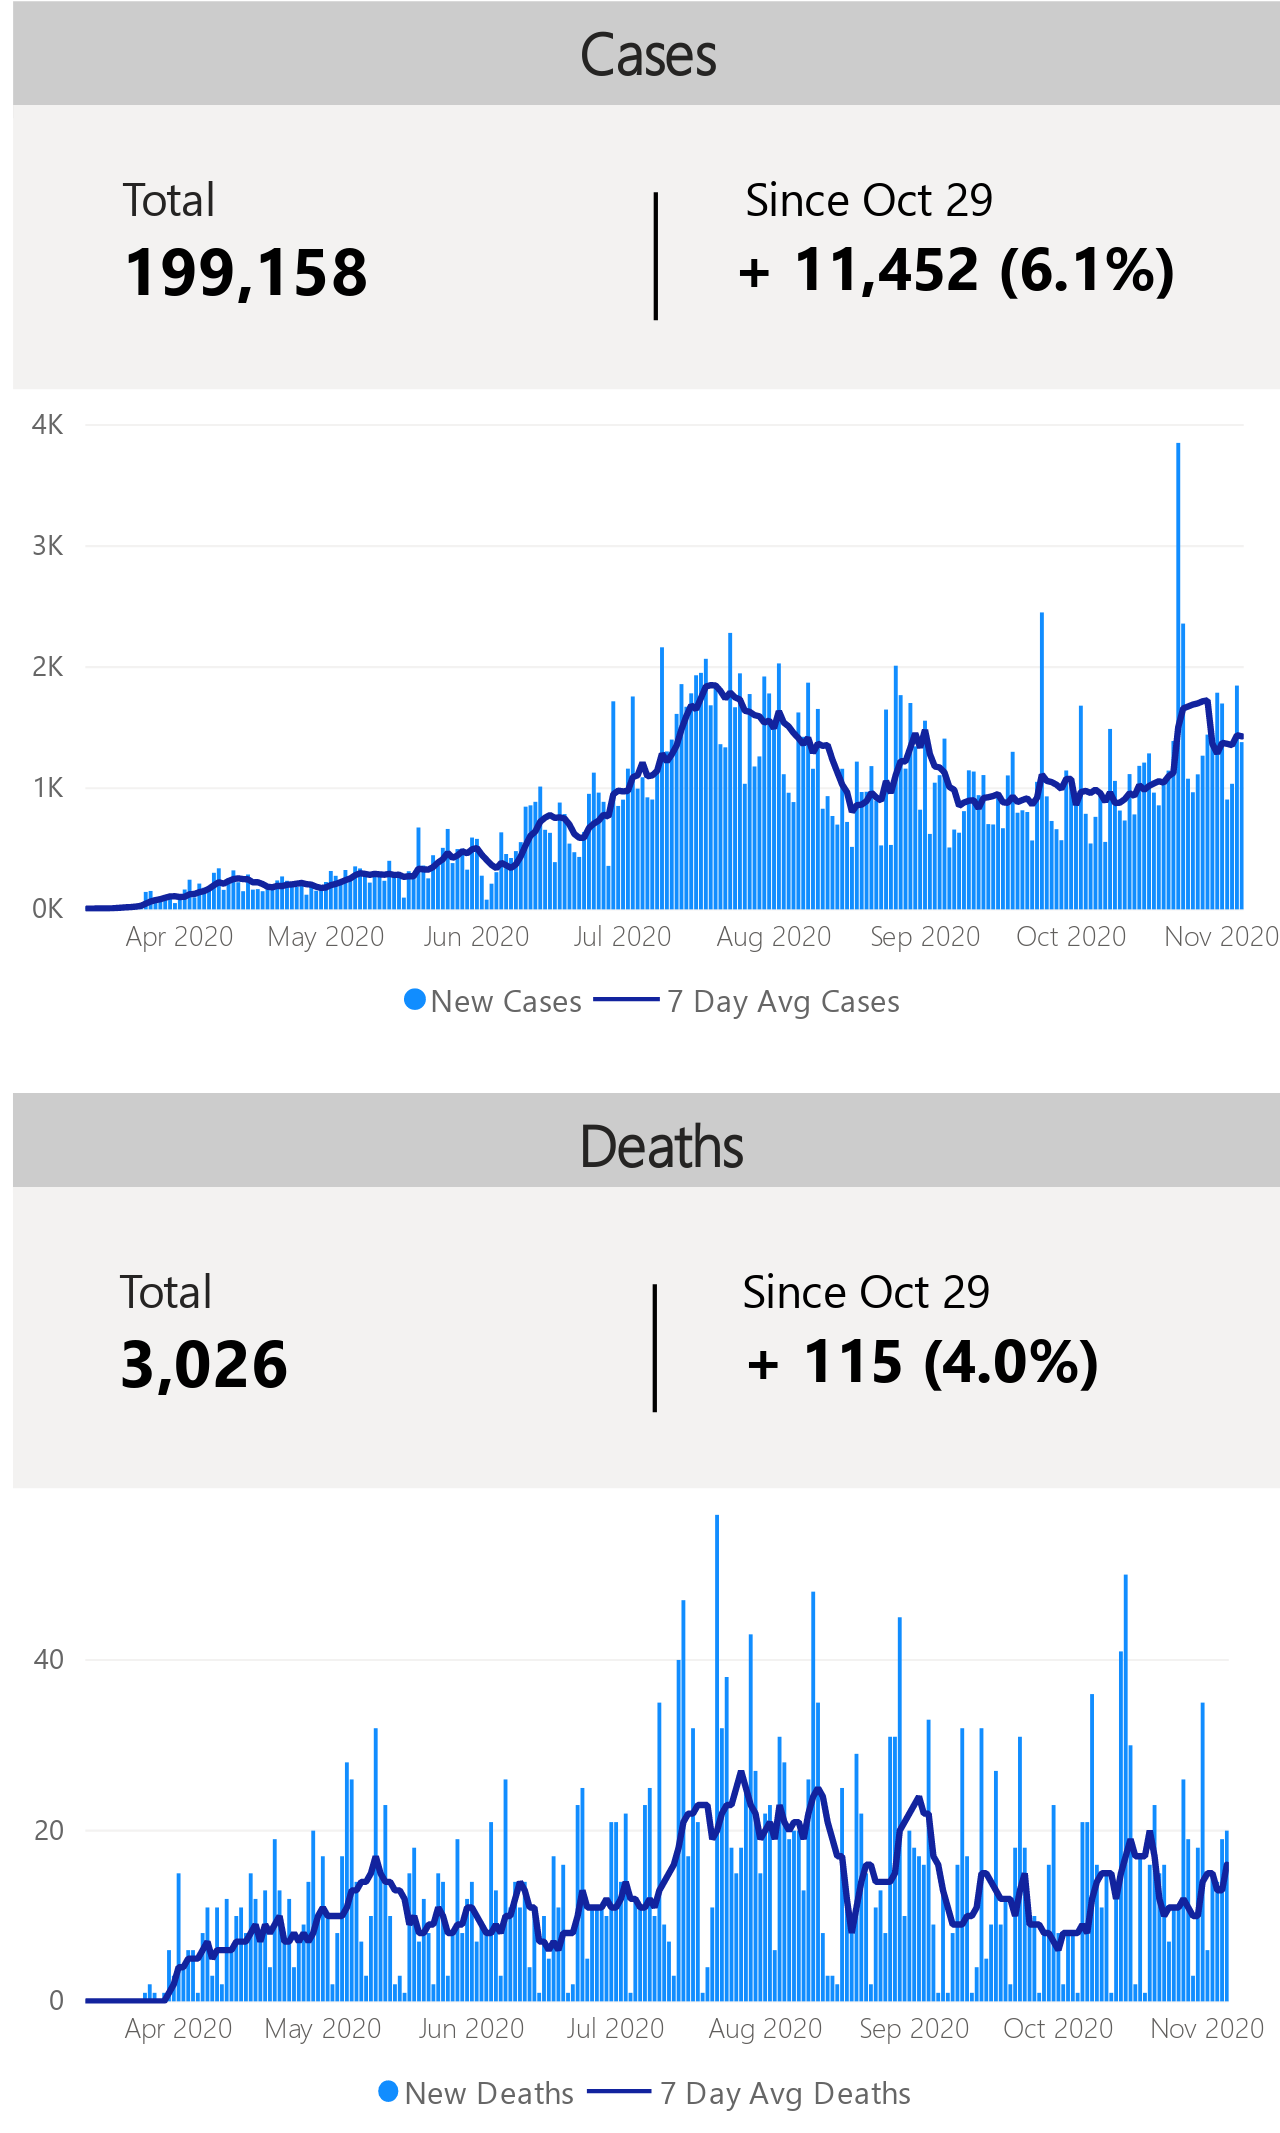 Cases
Total
Since Oct 29
199,158
+ 11,452 (6.1%)
4K
3K
2K
1K
0K
Apr 2020 May 2020 Jun 2020 Jul 2020 Aug 2020 Sep 2020 Oct 2020 Nov 2020
New Cases 7 Day Avg Cases
Deaths
Total
Since Oct 29
3,026
+ 115 (4.0%)
40
20
0
Apr 2020 May 2020 Jun 2020 Jul 2020 Aug 2020 Sep 2020 Oct 2020 Nov 2020
New Deaths 7 Day Avg Deaths